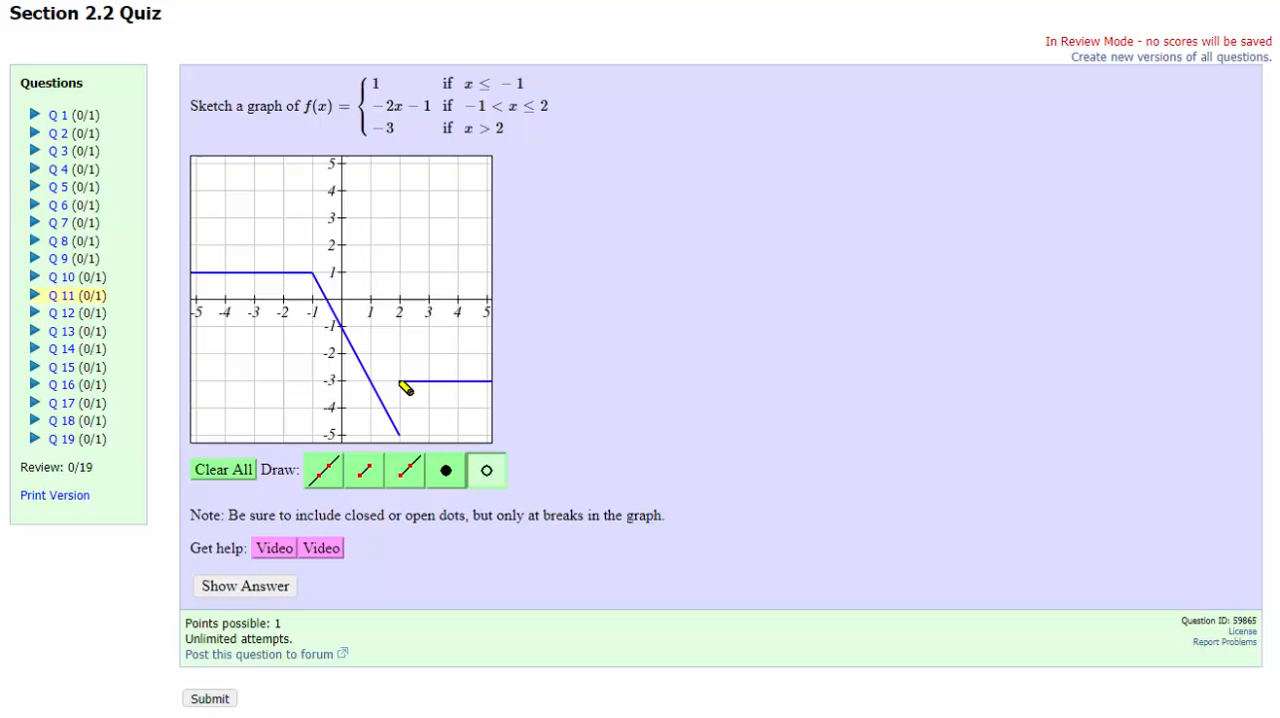 Section 2.2 Quiz
In Review Mode - no scores will be saved
Create new versions of all questions.
Questions
Q 1 (0/1)
Q 2 (0/1)
Q 3 (0/1)
Q 4 (0/1)
Q 5 (0/1)
Q 6 (0/1)
Q 7 (0/1)
Q 8 (0/1)
Q 9 (0/1)
Q 10 (0/1)
Q 11 (0/1)
Q 12 (0/1)
Q 13 (0/1)
Q 14 (0/1)
Q 15 (0/1)
Q 16 (0/1)
Q 17 (0/1)
Q 18 (0/1)
Q 19 (0/1)
Review: 0/19
Print Version
1 if x ≤ −1
Sketch a graph of f(x) = { −2x − 1 if −1 < x ≤ 2
−3 if x > 2
5
4
3
2
1
-5 -4 -3 -2 -1 1 2 3 4 5
-1
-2
-3
-4
-5
Clear All Draw:
Note: Be sure to include closed or open dots, but only at breaks in the graph.
Get help: Video Video
Show Answer
Points possible: 1
Unlimited attempts.
Post this question to forum
Question ID: 59865
License
Report Problems
Submit